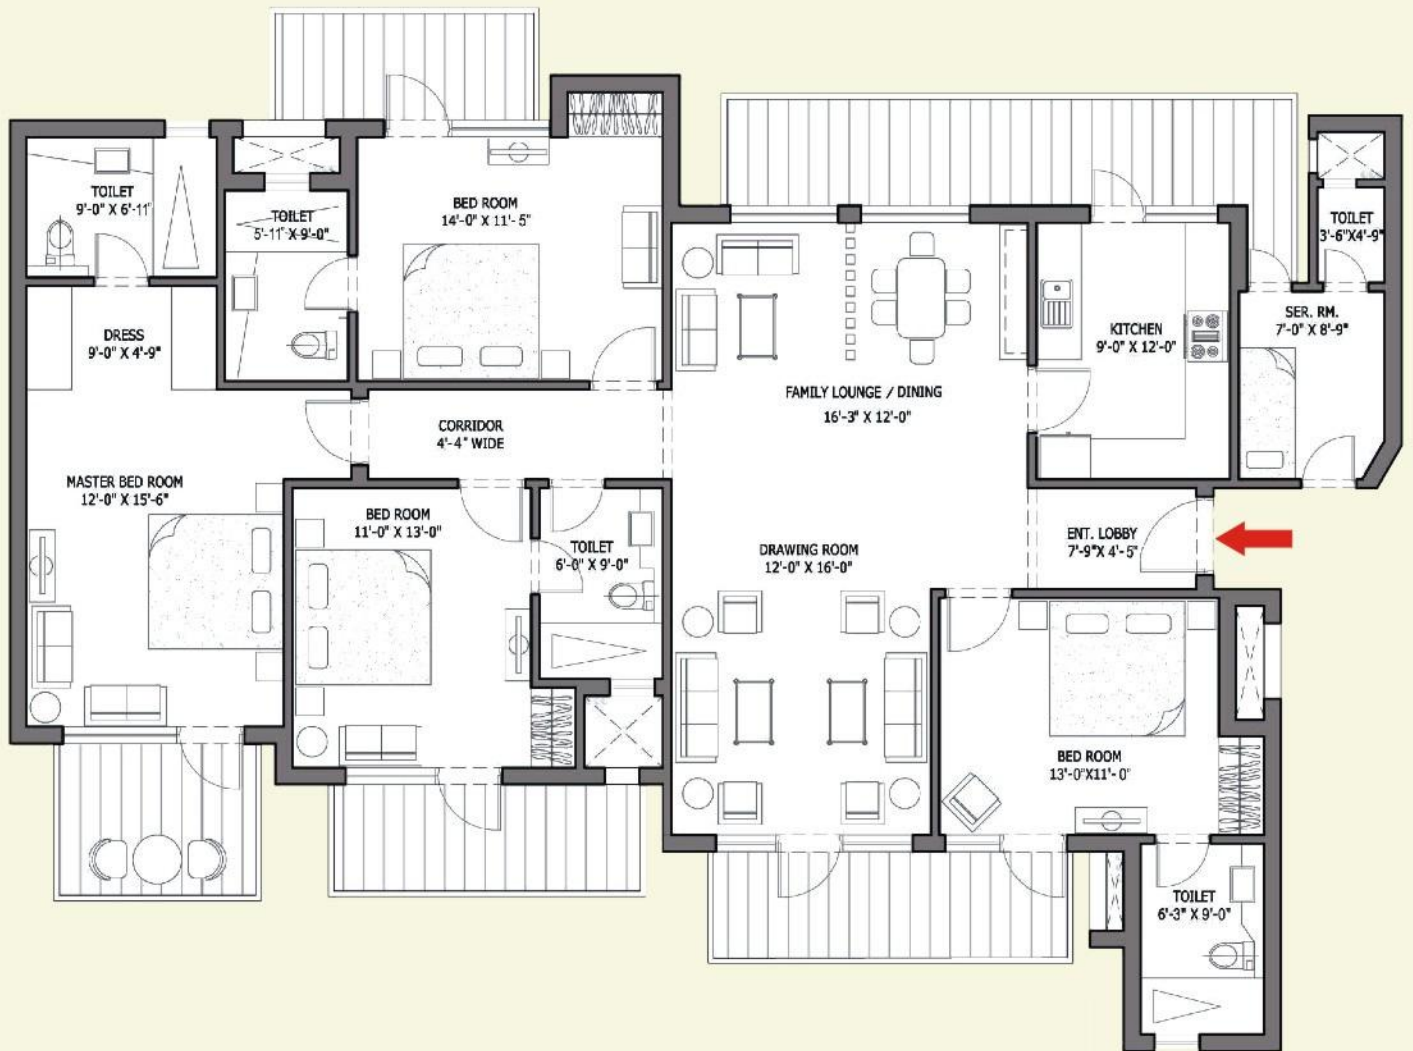 TOILET
9'-0" X 6'-11"
TOILET
5'-11" X 9'-0"
BED ROOM
14'-0" X 11'- 5"
TOILET
3'-6"X4'-9"
DRESS
9'-0" X 4'-9"
KITCHEN
9'-0" X 12'-0"
SER. RM.
7'-0" X 8'-9"
FAMILY LOUNGE / DINING
16'-3" X 12'-0"
CORRIDOR
4'-4" WIDE
MASTER BED ROOM
12'-0" X 15'-6"
BED ROOM
11'-0" X 13'-0"
TOILET
6'-0" X 9'-0"
DRAWING ROOM
12'-0" X 16'-0"
ENT. LOBBY
7'-9"X 4'-5"
BED ROOM
13'-0"X11'- 0"
TOILET
6'-3" X 9'-0"